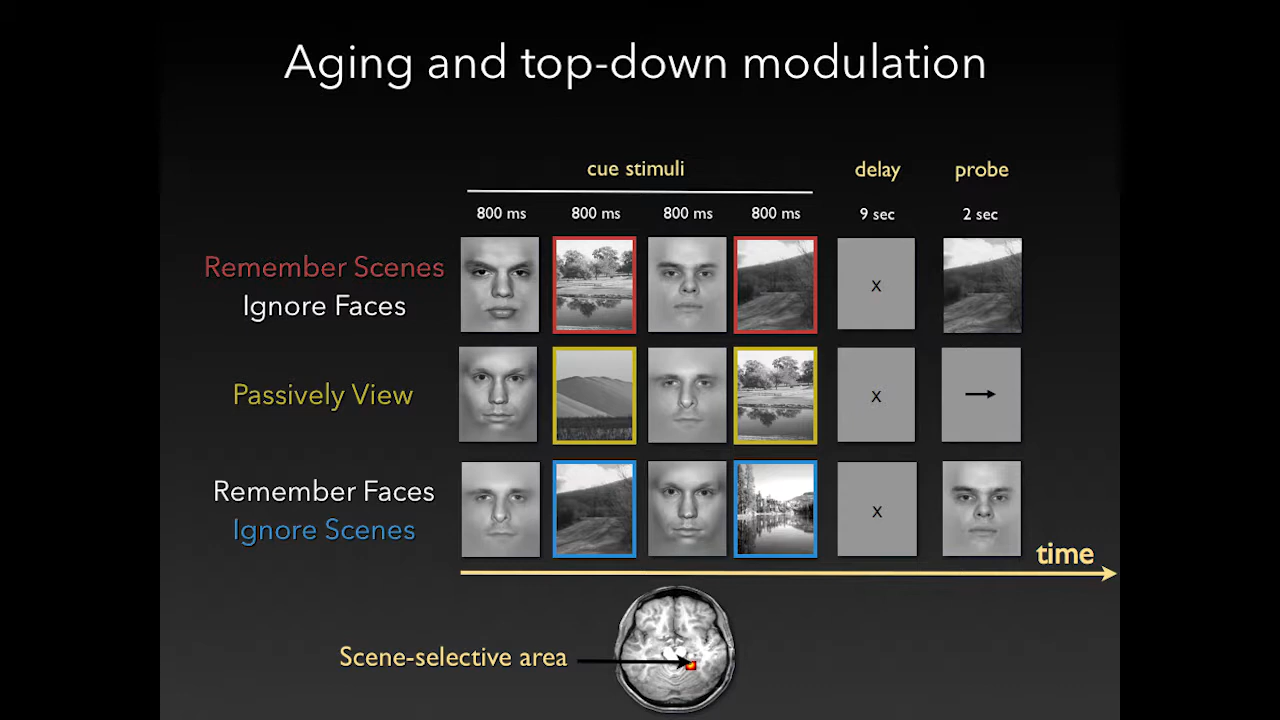 Aging and top-down modulation
cue stimuli
delay
probe
800 ms
800 ms
800 ms
800 ms
9 sec
2 sec
Remember Scenes
Ignore Faces
x
Passively View
x
Remember Faces
Ignore Scenes
x
time
Scene-selective area